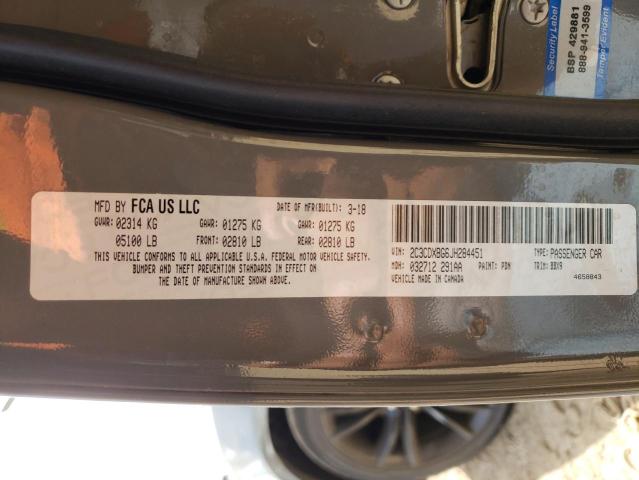 Security Label
BSP 429881
888-941-3599
Tamper Evident
MFD BY FCA US LLC
DATE OF MFR(BUILT): 3-18
GVWR: 02314 KG GAWR: 01275 KG GAWR: 01275 KG
05100 LB FRONT: 02810 LB REAR: 02810 LB
THIS VEHICLE CONFORMS TO ALL APPLICABLE U.S.A. FEDERAL MOTOR VEHICLE SAFETY,
BUMPER AND THEFT PREVENTION STANDARDS IN EFFECT ON
THE DATE OF MANUFACTURE SHOWN ABOVE.
VIN: 2C3CDXBG6JH284451 TYPE: PASSENGER CAR
MDH: 032712 291AA PAINT: PDN TRIM: BBX9
VEHICLE MADE IN CANADA 4658843